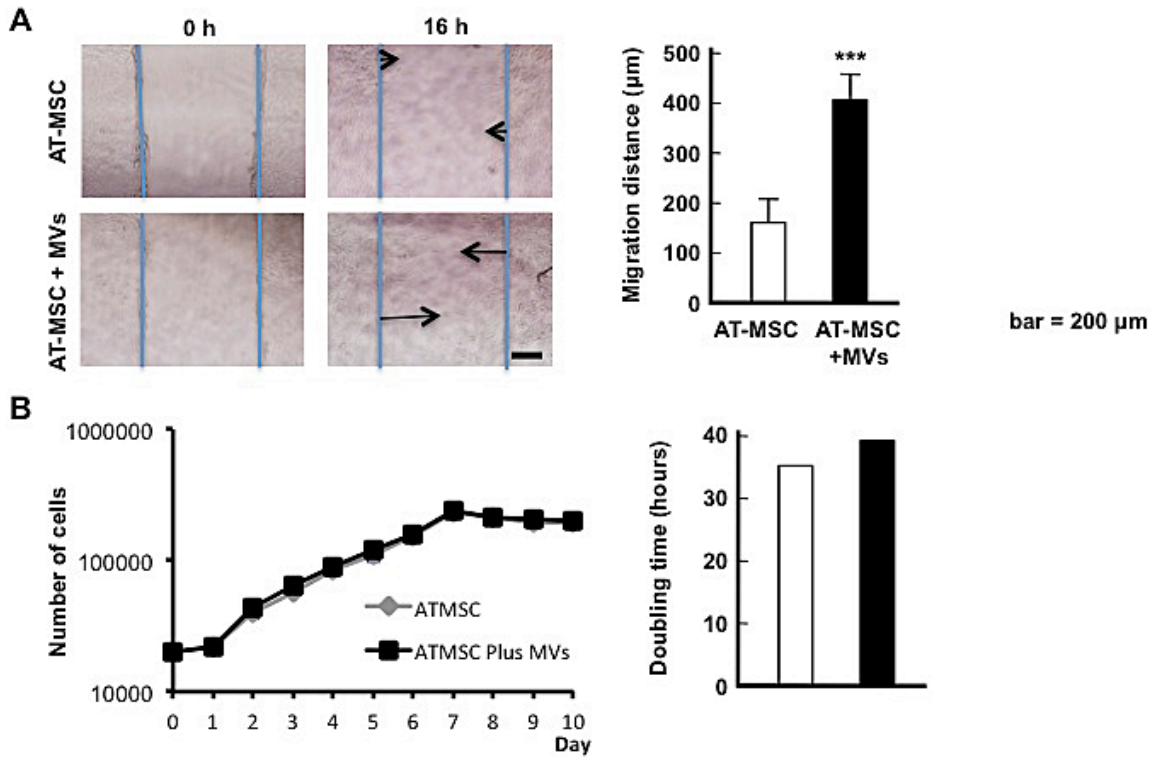 A
0 h
16 h
AT-MSC
AT-MSC + MVs
Migration distance (μm)
500
400
300
200
100
0
***
AT-MSC
AT-MSC
+MVs
bar = 200 μm
B
Number of cells
1000000
100000
10000
0 1 2 3 4 5 6 7 8 9 10
Day
ATMSC
ATMSC Plus MVs
Doubling time (hours)
40
30
20
10
0